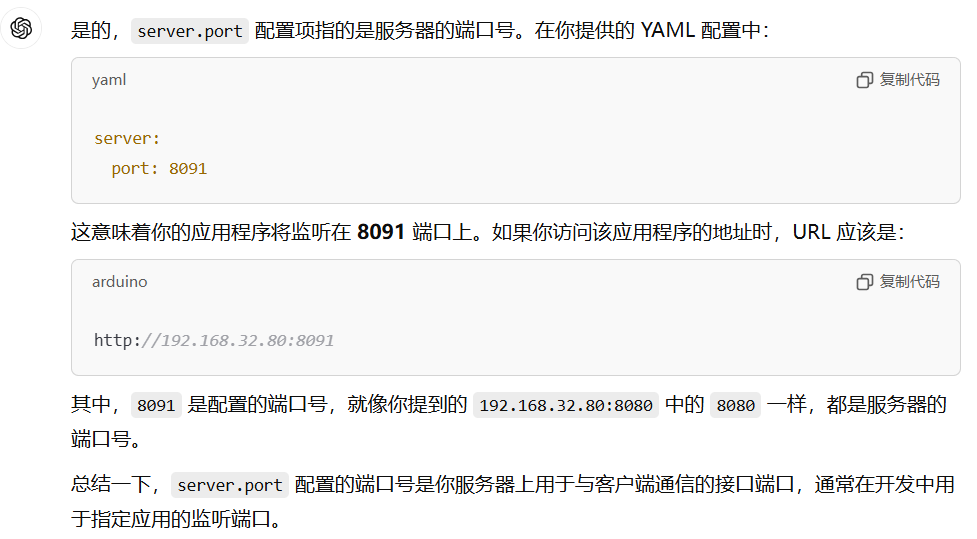 是的，server.port 配置项指的是服务器的端口号。在你提供的 YAML 配置中：
yaml
复制代码
server:
  port: 8091
这意味着你的应用程序将监听在 8091 端口上。如果你访问该应用程序的地址时，URL 应该是：
arduino
复制代码
http://192.168.32.80:8091
其中，8091 是配置的端口号，就像你提到的 192.168.32.80:8080 中的 8080 一样，都是服务器的
端口号。
总结一下，server.port 配置的端口号是你服务器上用于与客户端通信的接口端口，通常在开发中用
于指定应用的监听端口。